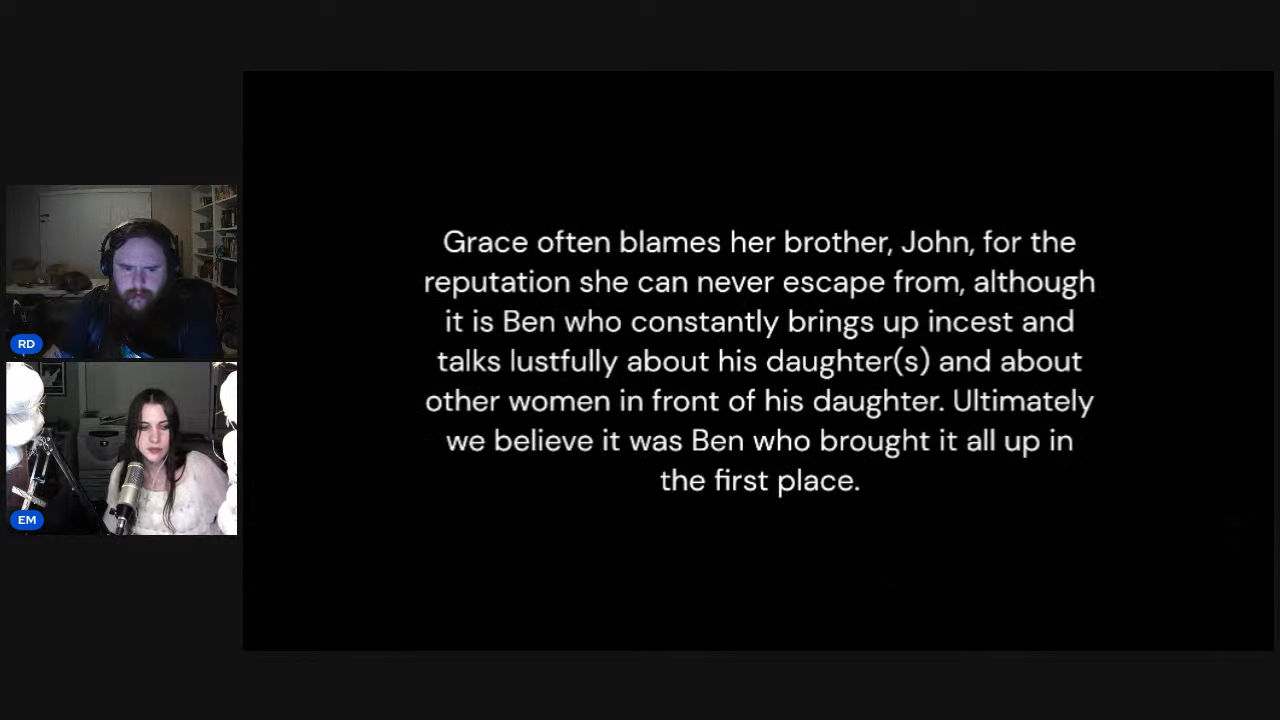 Grace often blames her brother, John, for the
reputation she can never escape from, although
it is Ben who constantly brings up incest and
talks lustfully about his daughter(s) and about
other women in front of his daughter. Ultimately
we believe it was Ben who brought it all up in
the first place.
RD
EM